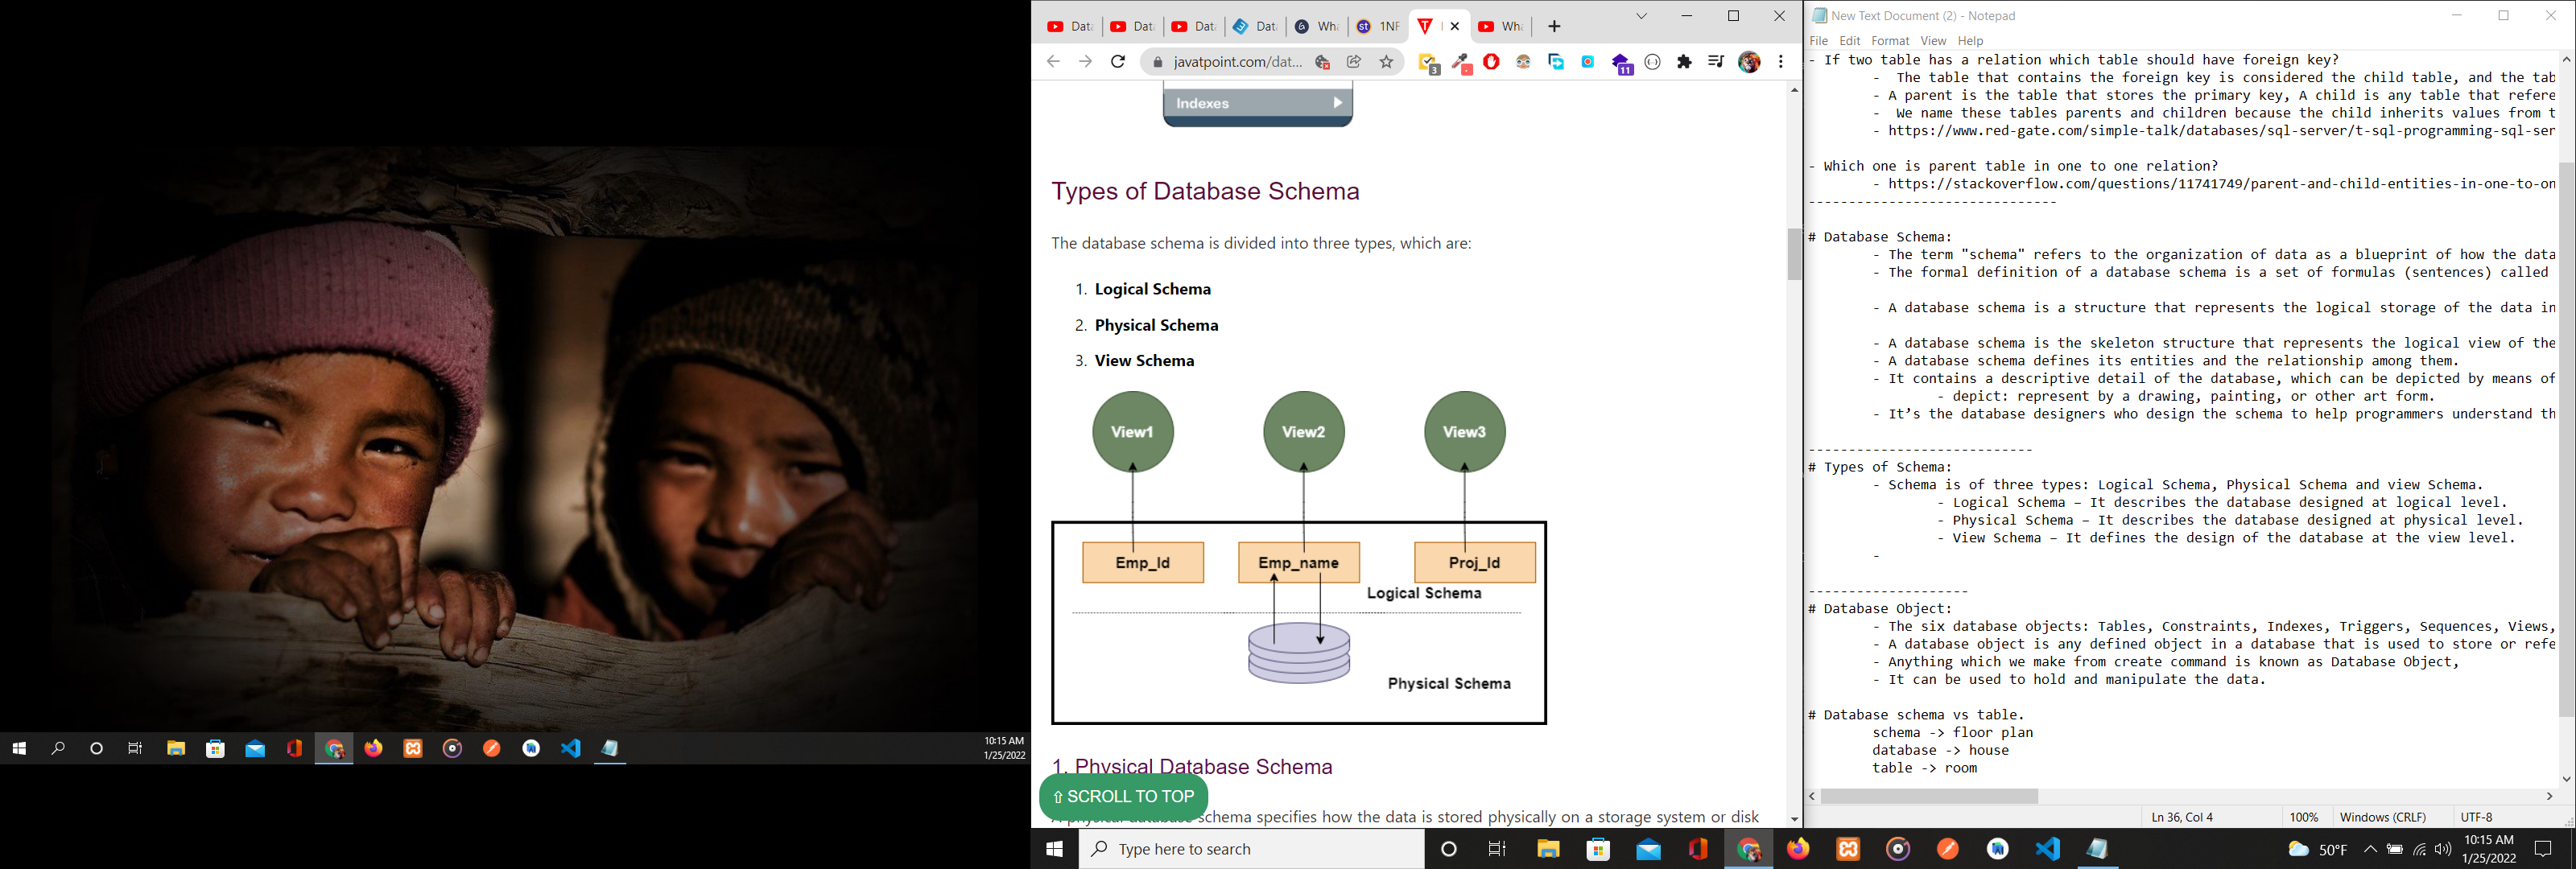 10:15 AM
1/25/2022
Data
Data
Data
Data
Wha
1NF
Wha
javatpoint.com/dat...
3
11
Indexes
Types of Database Schema
The database schema is divided into three types, which are:
1. Logical Schema
2. Physical Schema
3. View Schema
View1 View2 View3
Emp_Id Emp_name Proj_Id
Logical Schema
Physical Schema
1. Physical Database Schema
⇧ SCROLL TO TOP
schema specifies how the data is stored physically on a storage system or disk
Type here to search
New Text Document (2) - Notepad
File Edit Format View Help
- If two table has a relation which table should have foreign key?
- The table that contains the foreign key is considered the child table, and the tab
- A parent is the table that stores the primary key, A child is any table that refere
- We name these tables parents and children because the child inherits values from t
- https://www.red-gate.com/simple-talk/databases/sql-server/t-sql-programming-sql-ser
- Which one is parent table in one to one relation?
- https://stackoverflow.com/questions/11741749/parent-and-child-entities-in-one-to-on
-------------------------------
# Database Schema:
- The term "schema" refers to the organization of data as a blueprint of how the data
- The formal definition of a database schema is a set of formulas (sentences) called
- A database schema is a structure that represents the logical storage of the data in
- A database schema is the skeleton structure that represents the logical view of the
- A database schema defines its entities and the relationship among them.
- It contains a descriptive detail of the database, which can be depicted by means of
- depict: represent by a drawing, painting, or other art form.
- It’s the database designers who design the schema to help programmers understand th
----------------------------
# Types of Schema:
- Schema is of three types: Logical Schema, Physical Schema and view Schema.
- Logical Schema – It describes the database designed at logical level.
- Physical Schema – It describes the database designed at physical level.
- View Schema – It defines the design of the database at the view level.
-
--------------------
# Database Object:
- The six database objects: Tables, Constraints, Indexes, Triggers, Sequences, Views,
- A database object is any defined object in a database that is used to store or refe
- Anything which we make from create command is known as Database Object,
- It can be used to hold and manipulate the data.
# Database schema vs table.
schema -> floor plan
database -> house
table -> room
Ln 36, Col 4 100% Windows (CRLF) UTF-8
50°F
10:15 AM
1/25/2022